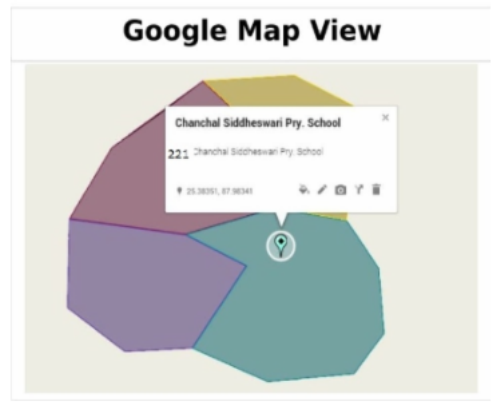 Google Map View
Chanchal Siddheswari Pry. School
221 Chanchal Siddheswari Pry. School
25.38351, 87.98341